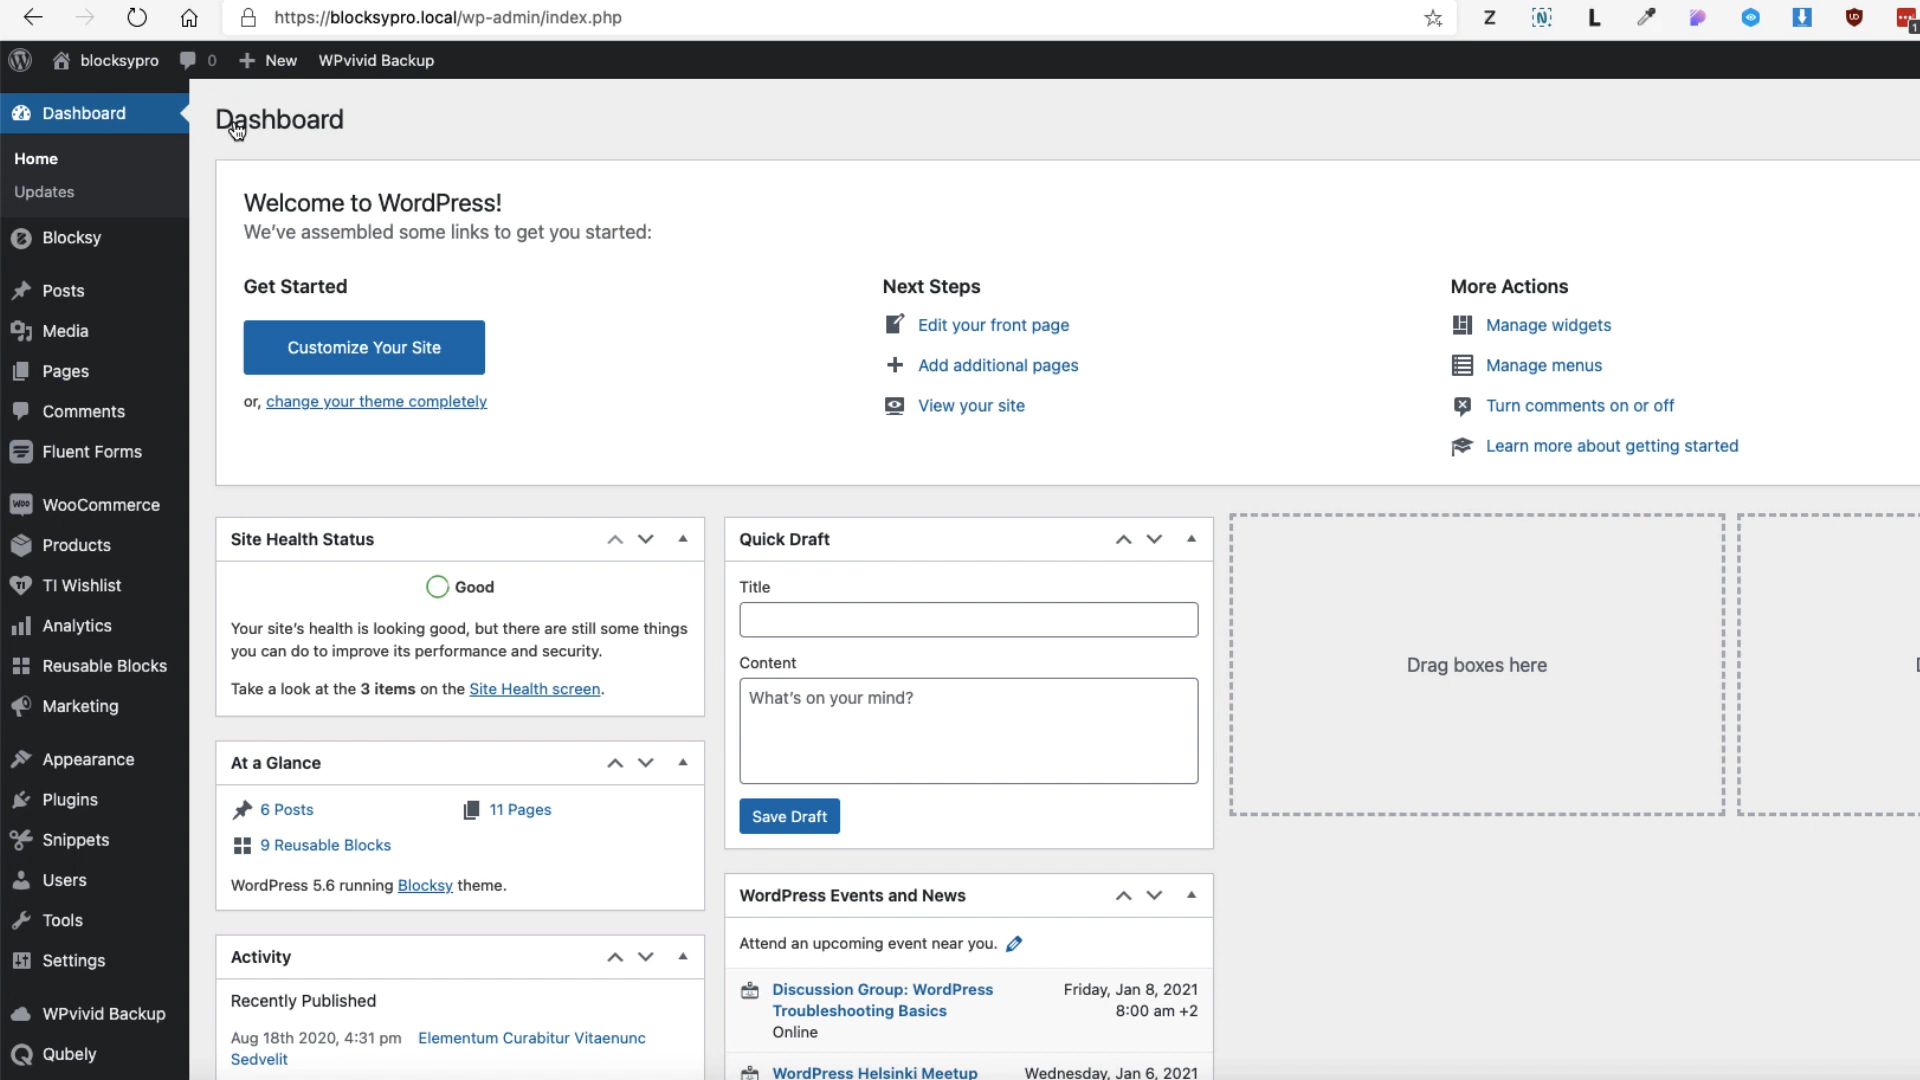 https://blocksypro.local/wp-admin/index.php
Z N L 1
blocksypro 0 New WPvivid Backup
Dashboard
Home
Updates
Blocksy
Posts
Media
Pages
Comments
Fluent Forms
WooCommerce
Products
TI Wishlist
Analytics
Reusable Blocks
Marketing
Appearance
Plugins
Snippets
Users
Tools
Settings
WPvivid Backup
Qubely
Dashboard
Welcome to WordPress!
We've assembled some links to get you started:
Get Started
Customize Your Site
or, change your theme completely
Next Steps
Edit your front page
Add additional pages
View your site
More Actions
Manage widgets
Manage menus
Turn comments on or off
Learn more about getting started
Site Health Status
Good
Your site's health is looking good, but there are still some things
you can do to improve its performance and security.
Take a look at the 3 items on the Site Health screen.
At a Glance
6 Posts 11 Pages
9 Reusable Blocks
WordPress 5.6 running Blocksy theme.
Activity
Recently Published
Aug 18th 2020, 4:31 pm Elementum Curabitur Vitaenunc
Sedvelit
Quick Draft
Title
Content
What's on your mind?
Save Draft
WordPress Events and News
Attend an upcoming event near you.
Discussion Group: WordPress Friday, Jan 8, 2021
Troubleshooting Basics 8:00 am +2
Online
WordPress Helsinki Meetup Wednesday, Jan 6, 2021
Drag boxes here